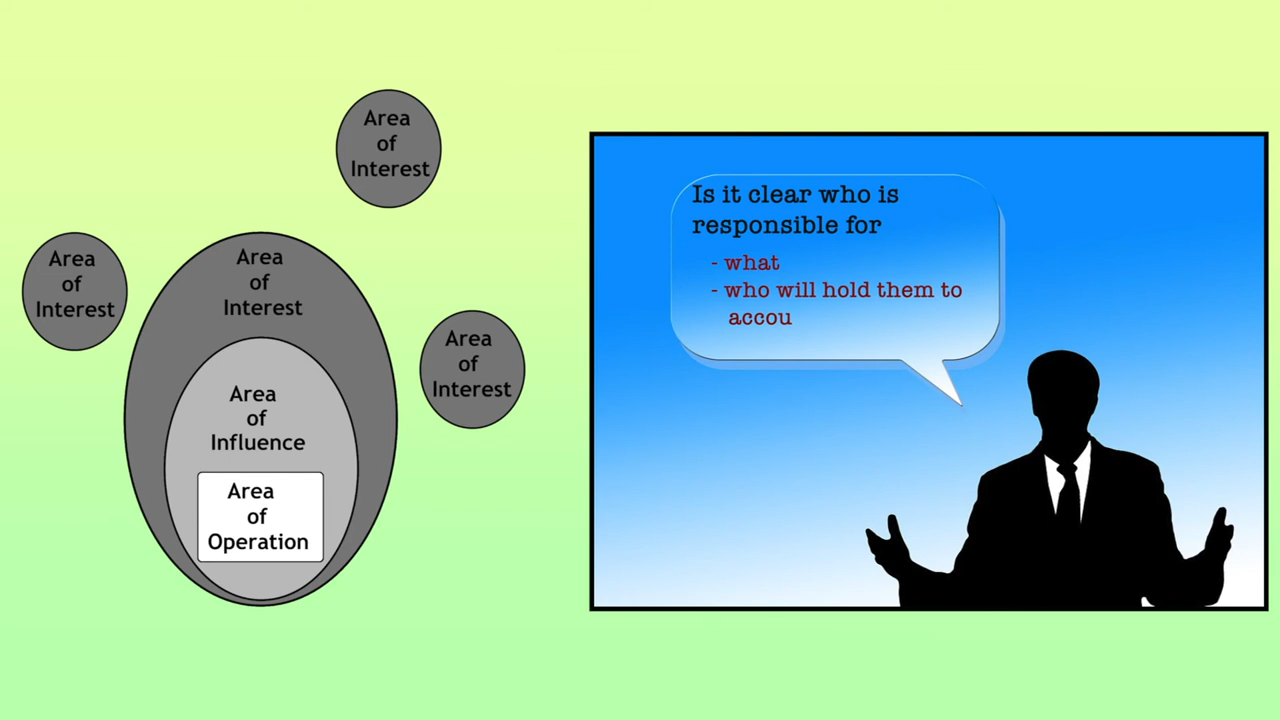 Area
of
Interest
Area
of
Interest
Area
of
Interest
Area
of
Interest
Area
of
Influence
Area
of
Operation
Is it clear who is
responsible for
- what
- who will hold them to
accou